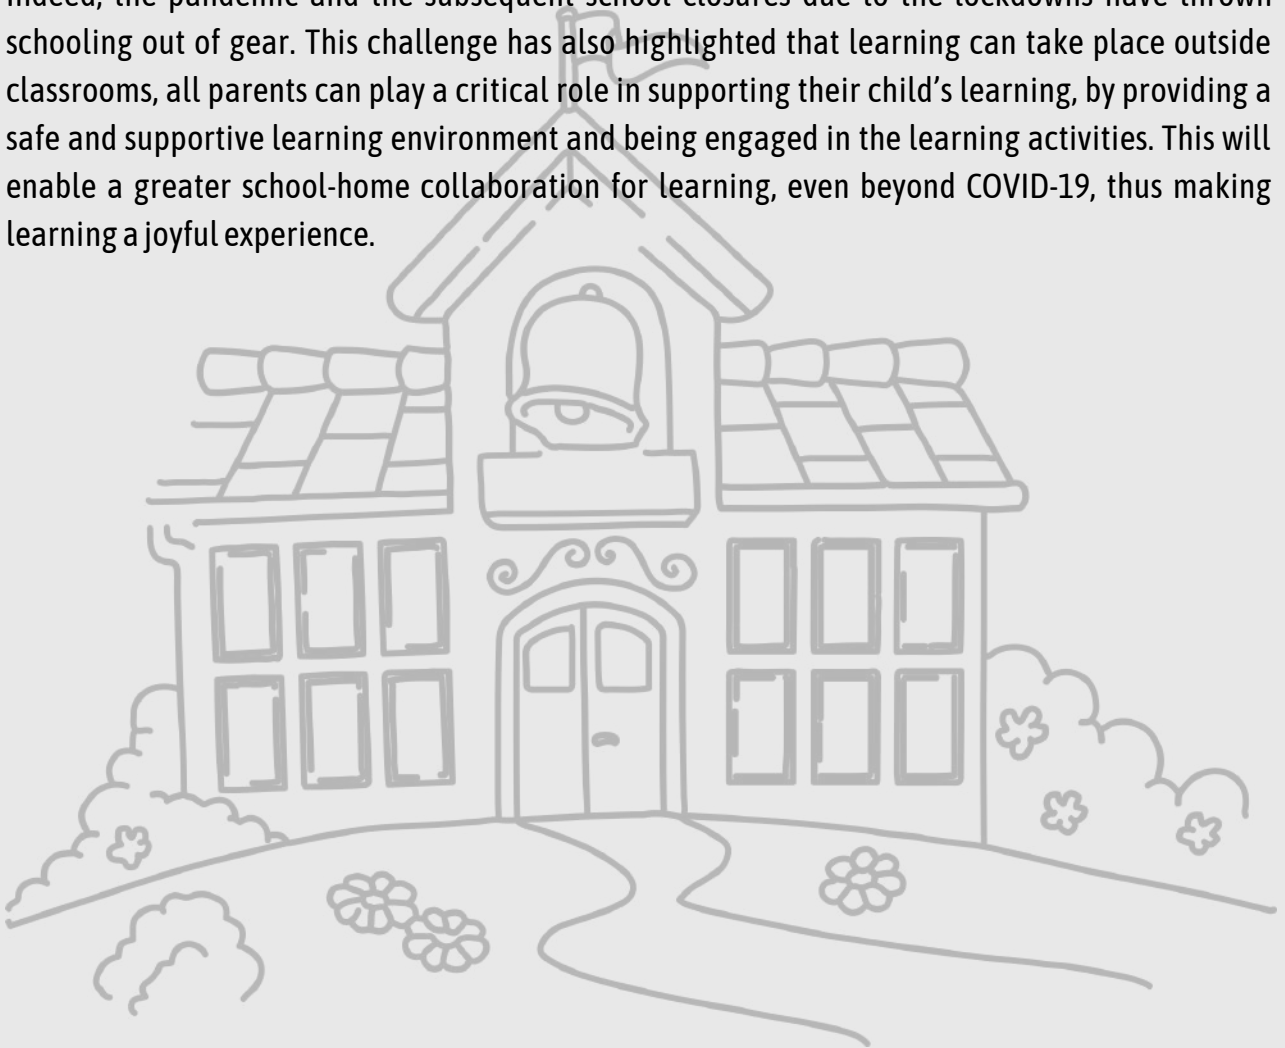 Indeed, the pandemic and the subsequent school closures due to the lockdowns have thrown
schooling out of gear. This challenge has also highlighted that learning can take place outside
classrooms, all parents can play a critical role in supporting their child’s learning, by providing a
safe and supportive learning environment and being engaged in the learning activities. This will
enable a greater school-home collaboration for learning, even beyond COVID-19, thus making
learning a joyful experience.